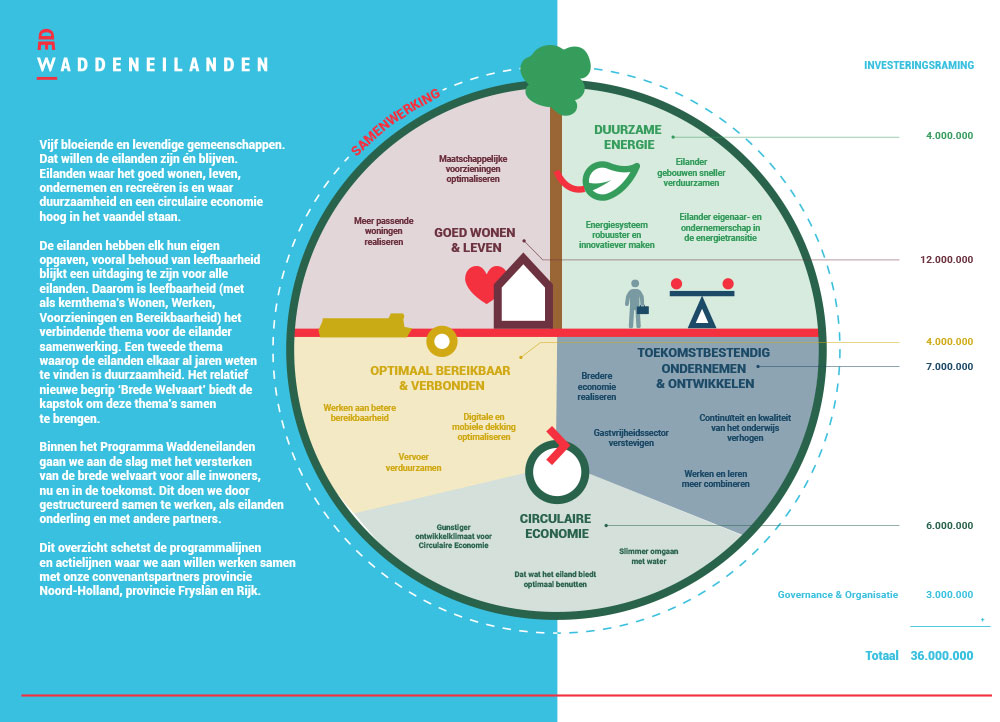 DE
WADDENEILANDEN
Vijf bloeiende en levendige gemeenschappen.
Dat willen de eilanden zijn én blijven.
Eilanden waar het goed wonen, leven,
ondernemen en recreëren is en waar
duurzaamheid en een circulaire economie
hoog in het vaandel staan.
De eilanden hebben elk hun eigen
opgaven, vooral behoud van leefbaarheid
blijkt een uitdaging te zijn voor alle
eilanden. Daarom is leefbaarheid (met
als kernthema's Wonen, Werken,
Voorzieningen en Bereikbaarheid) het
verbindende thema voor de eilander
samenwerking. Een tweede thema
waarop de eilanden elkaar al jaren weten
te vinden is duurzaamheid. Het relatief
nieuwe begrip 'Brede Welvaart' biedt de
kapstok om deze thema's samen
te brengen.
Binnen het Programma Waddeneilanden
gaan we aan de slag met het versterken
van de brede welvaart voor alle inwoners,
nu en in de toekomst. Dit doen we door
gestructureerd samen te werken, als eilanden
onderling en met andere partners.
Dit overzicht schetst de programmalijnen
en actielijnen waar we aan willen werken samen
met onze convenantspartners provincie
Noord-Holland, provincie Fryslân en Rijk.
SAMENWERKING
Maatschappelijke
voorzieningen
optimaliseren
Meer passende
woningen
realiseren
GOED WONEN
& LEVEN
DUURZAME
ENERGIE
Eilander
gebouwen sneller
verduurzamen
Energiesysteem
robuuster en
innovatiever maken
Eilander eigenaar- en
ondernemerschap in
de energietransitie
OPTIMAAL BEREIKBAAR
& VERBONDEN
Werken aan betere
bereikbaarheid
Digitale en
mobiele dekking
optimaliseren
Vervoer
verduurzamen
TOEKOMSTBESTENDIG
ONDERNEMEN
& ONTWIKKELEN
Bredere
economie
realiseren
Gastvrijheidssector
verstevigen
Continuïteit en kwaliteit
van het onderwijs
verhogen
Werken en leren
meer combineren
CIRCULAIRE
ECONOMIE
Gunstiger
ontwikkelklimaat voor
Circulaire Economie
Slimmer omgaan
met water
Dat wat het eiland biedt
optimaal benutten
INVESTERINGSRAMING
4.000.000
12.000.000
4.000.000
7.000.000
6.000.000
Governance & Organisatie 3.000.000
+
Totaal 36.000.000